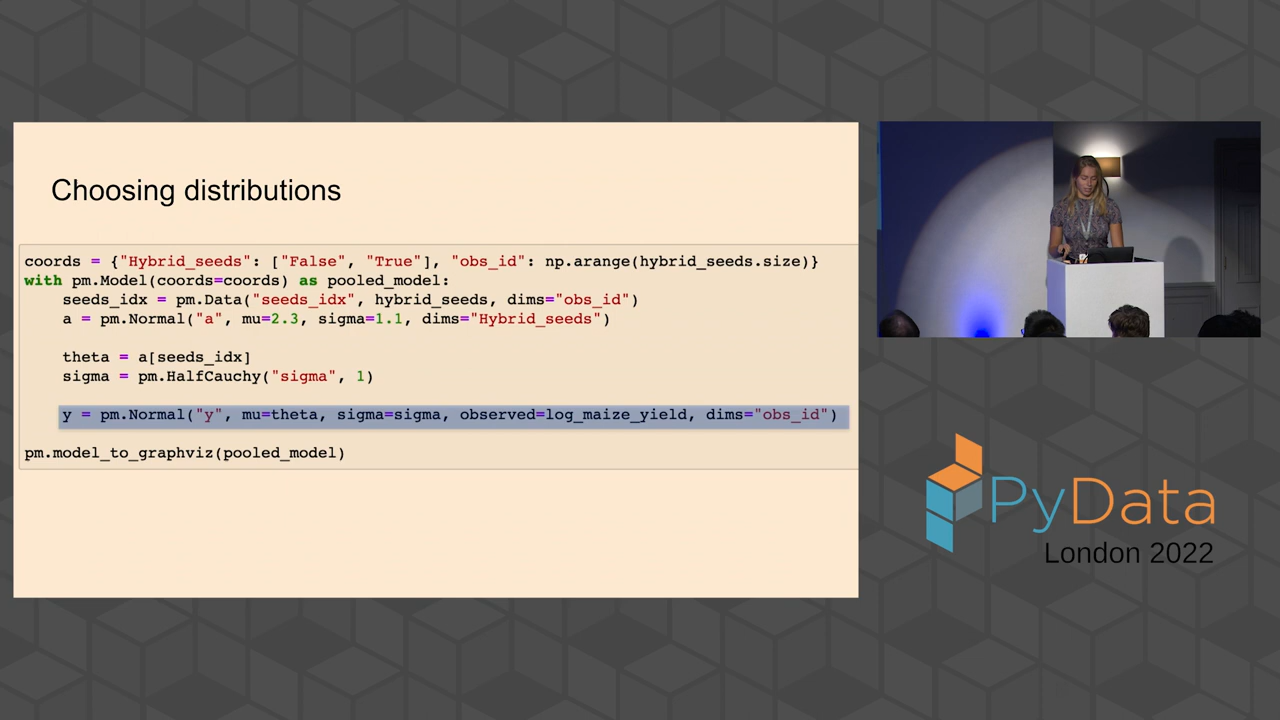 Choosing distributions
coords = {"Hybrid_seeds": ["False", "True"], "obs_id": np.arange(hybrid_seeds.size)}
with pm.Model(coords=coords) as pooled_model:
    seeds_idx = pm.Data("seeds_idx", hybrid_seeds, dims="obs_id")
    a = pm.Normal("a", mu=2.3, sigma=1.1, dims="Hybrid_seeds")
    theta = a[seeds_idx]
    sigma = pm.HalfCauchy("sigma", 1)
    y = pm.Normal("y", mu=theta, sigma=sigma, observed=log_maize_yield, dims="obs_id")
pm.model_to_graphviz(pooled_model)
PyData
London 2022